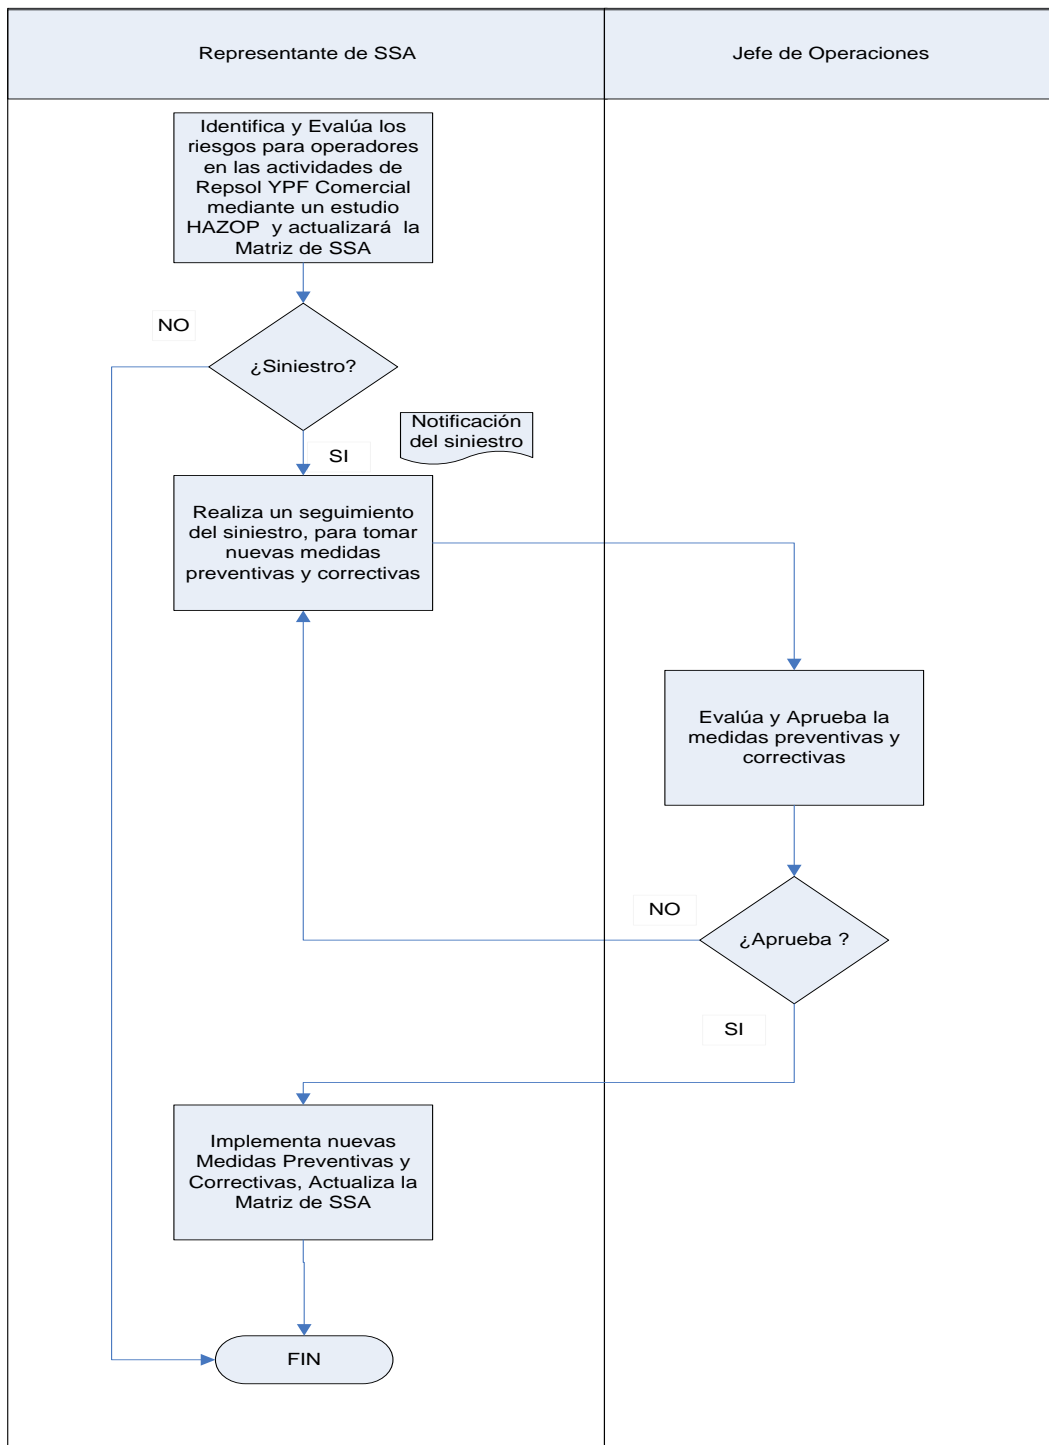 Representante de SSA
Jefe de Operaciones
Identifica y Evalúa los
riesgos para operadores
en las actividades de
Repsol YPF Comercial
mediante un estudio
HAZOP y actualizará la
Matriz de SSA
NO
¿Siniestro?
Notificación
del siniestro
SI
Realiza un seguimiento
del siniestro, para tomar
nuevas medidas
preventivas y correctivas
Evalúa y Aprueba la
medidas preventivas y
correctivas
NO
¿Aprueba ?
SI
Implementa nuevas
Medidas Preventivas y
Correctivas, Actualiza la
Matriz de SSA
FIN